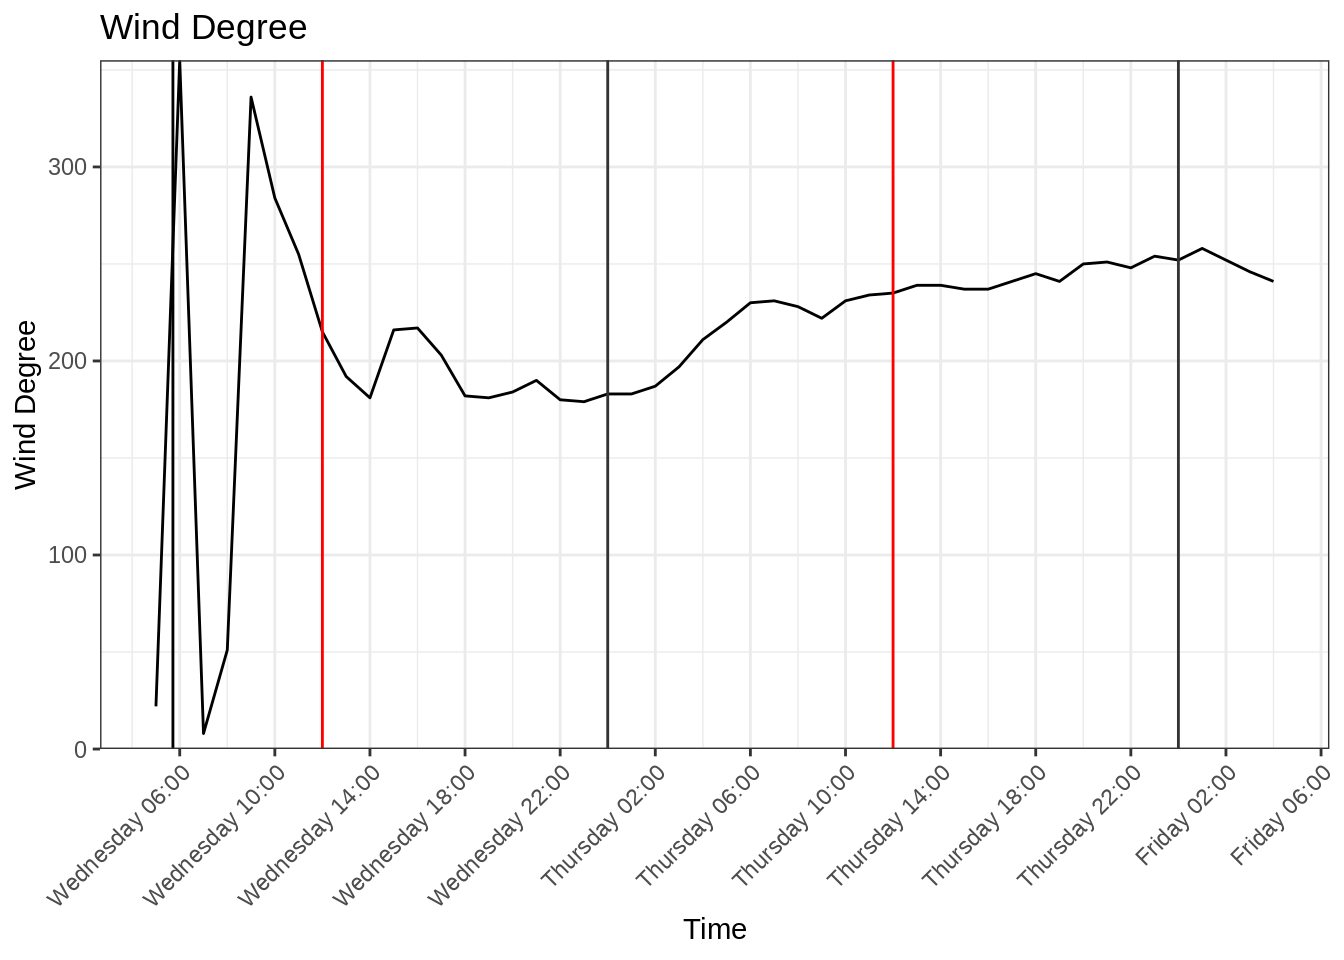 Wind Degree
Wind Degree
300
200
100
0
Wednesday 06:00
Wednesday 10:00
Wednesday 14:00
Wednesday 18:00
Wednesday 22:00
Thursday 02:00
Thursday 06:00
Thursday 10:00
Thursday 14:00
Thursday 18:00
Thursday 22:00
Friday 02:00
Friday 06:00
Time